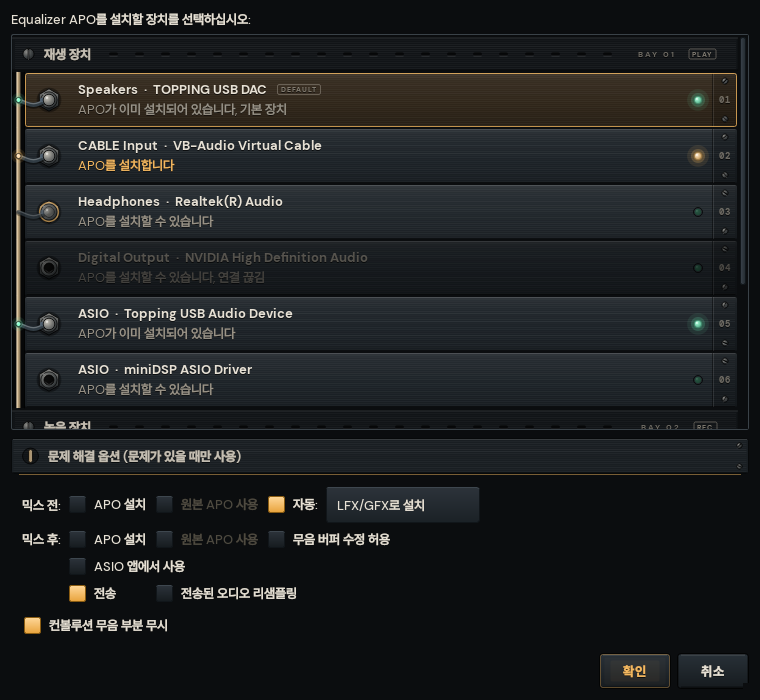 Equalizer APO를 설치할 장치를 선택하십시오:
재생 장치 BAY 01 PLAY
Speakers · TOPPING USB DAC DEFAULT
APO가 이미 설치되어 있습니다, 기본 장치
01
CABLE Input · VB-Audio Virtual Cable
APO를 설치합니다
02
Headphones · Realtek(R) Audio
APO를 설치할 수 있습니다
03
Digital Output · NVIDIA High Definition Audio
APO를 설치할 수 있습니다, 연결 끊김
04
ASIO · Topping USB Audio Device
APO가 이미 설치되어 있습니다
05
ASIO · miniDSP ASIO Driver
APO를 설치할 수 있습니다
06
녹음 장치 BAY 02 REC
문제 해결 옵션 (문제가 있을 때만 사용)
믹스 전: APO 설치 원본 APO 사용 자동: LFX/GFX로 설치
믹스 후: APO 설치 원본 APO 사용 무음 버퍼 수정 허용
ASIO 앱에서 사용
전송 전송된 오디오 리샘플링
컨볼루션 무음 부분 무시
확인 취소